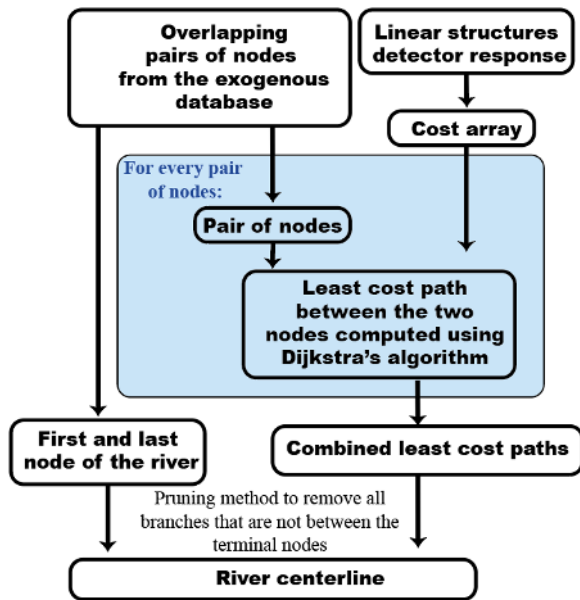 Overlapping
pairs of nodes
from the exogenous
database
Linear structures
detector response
Cost array
For every pair
of nodes:
Pair of nodes
Least cost path
between the two
nodes computed using
Dijkstra's algorithm
First and last
node of the river
Combined least cost paths
Pruning method to remove all
branches that are not between the
terminal nodes
River centerline